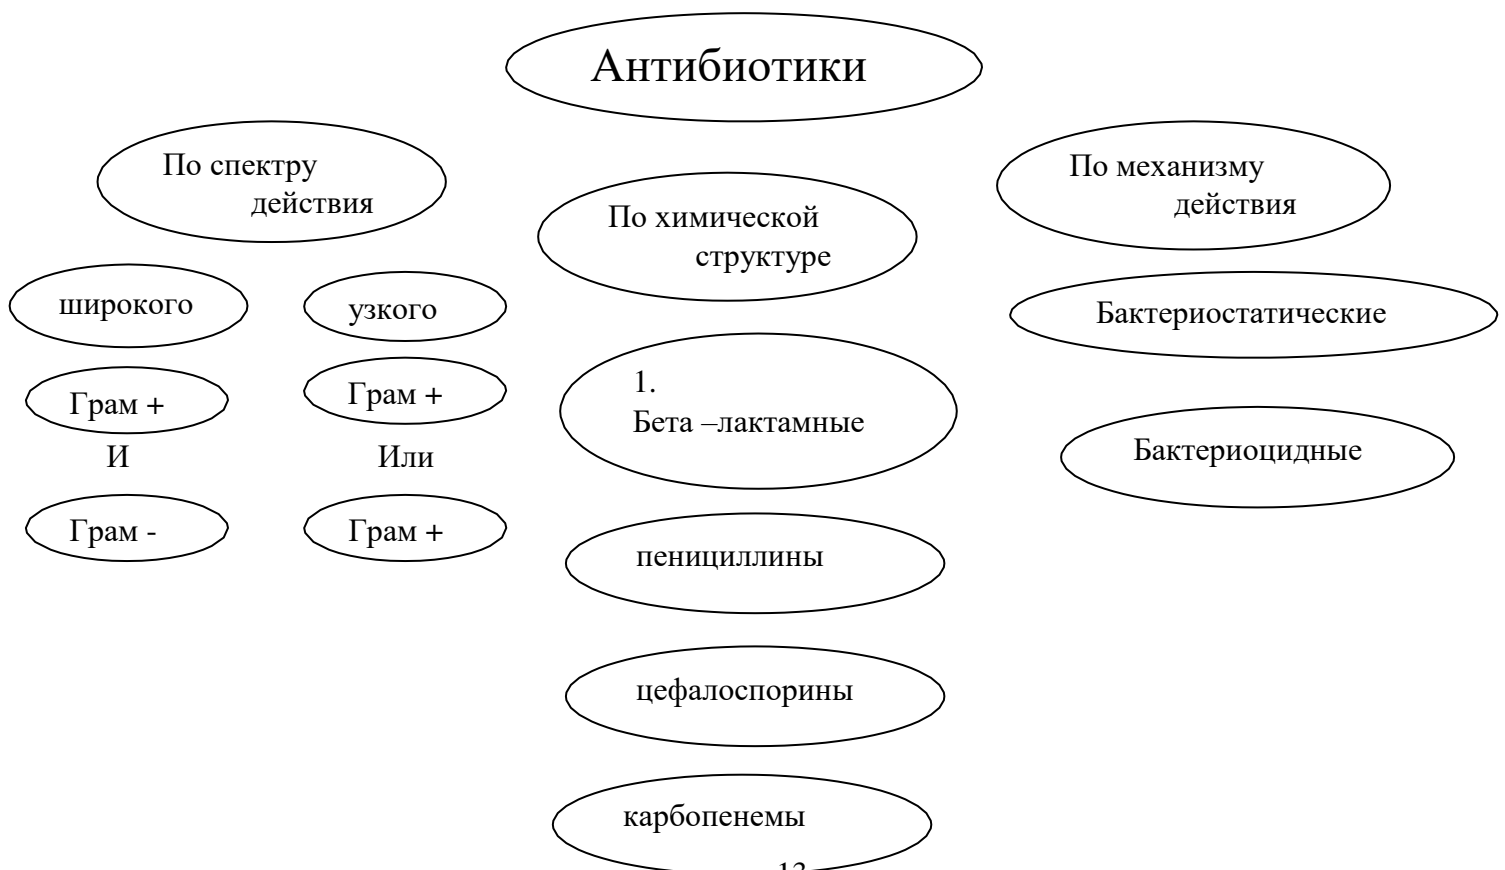 Антибиотики
По спектру
действия
По химической
структуре
По механизму
действия
широкого
узкого
Бактериостатические
Грам +
Грам +
1.
Бета –лактамные
И
Или
Бактериоцидные
Грам -
Грам +
пенициллины
цефалоспорины
карбопенемы